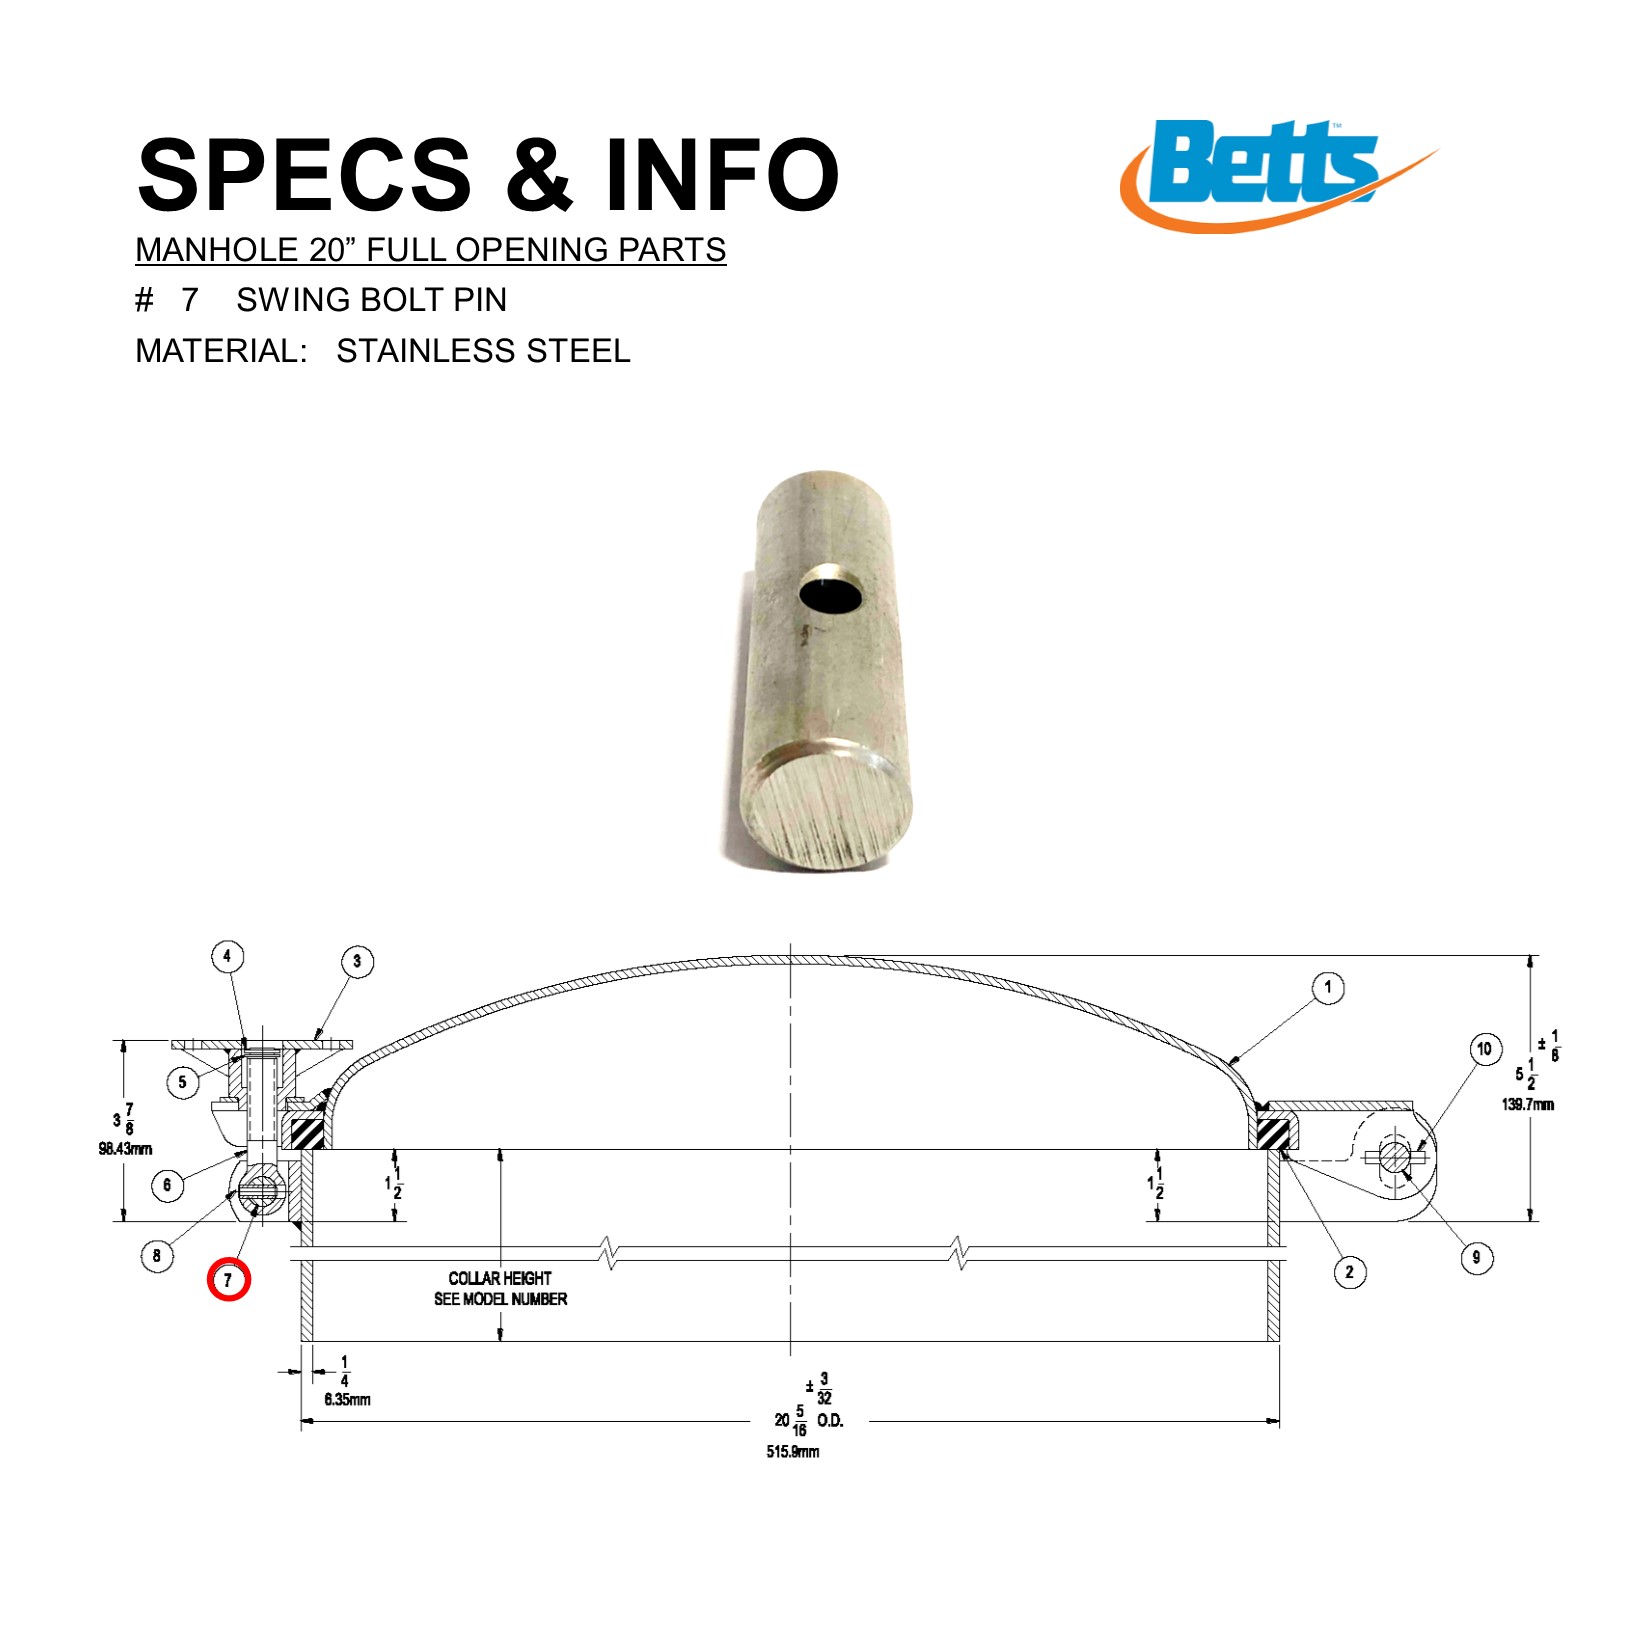 SPECS & INFO
Betts™
MANHOLE 20” FULL OPENING PARTS
# 7 SWING BOLT PIN
MATERIAL: STAINLESS STEEL
4
3
1
10
5
± 1/8
5 1/2
139.7mm
3 7/8
98.43mm
6
1 1/2
1 1/2
8
7
9
2
COLLAR HEIGHT
SEE MODEL NUMBER
1/4
6.35mm
± 3/32
20 5/16 O.D.
515.9mm